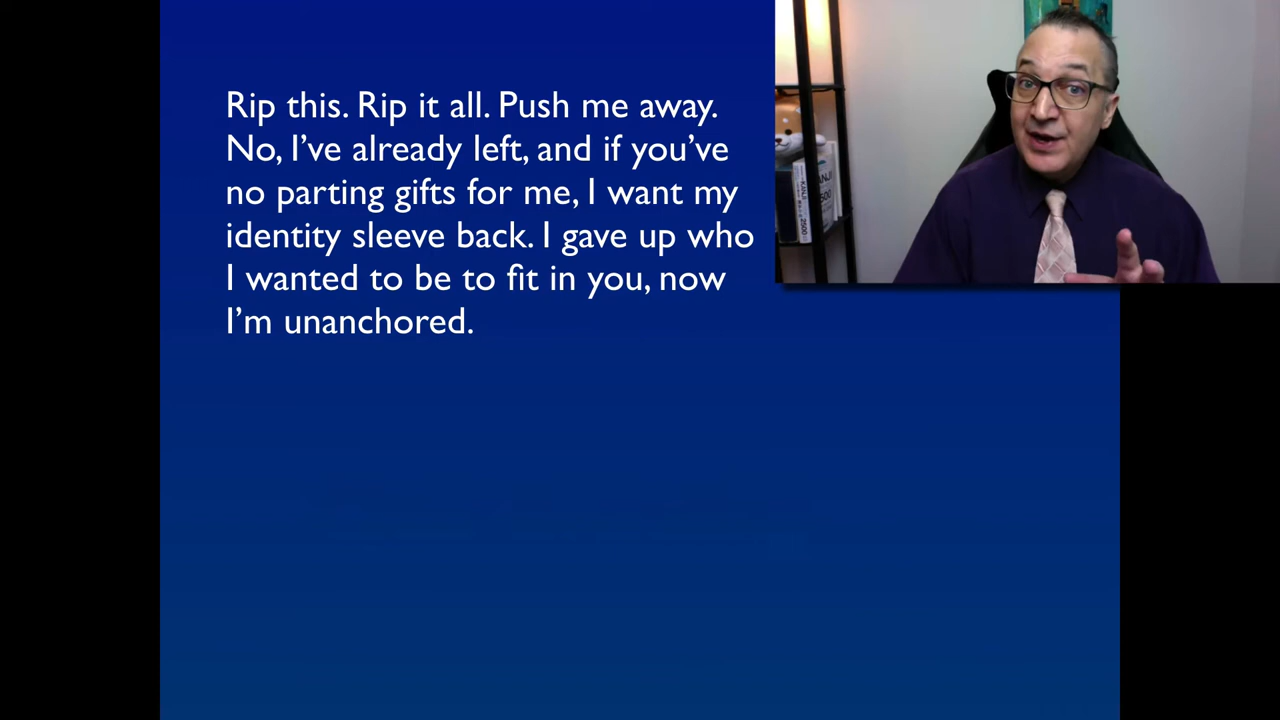 Rip this. Rip it all. Push me away.
No, I've already left, and if you've
no parting gifts for me, I want my
identity sleeve back. I gave up who
I wanted to be to fit in you, now
I'm unanchored.
KANJI
2500